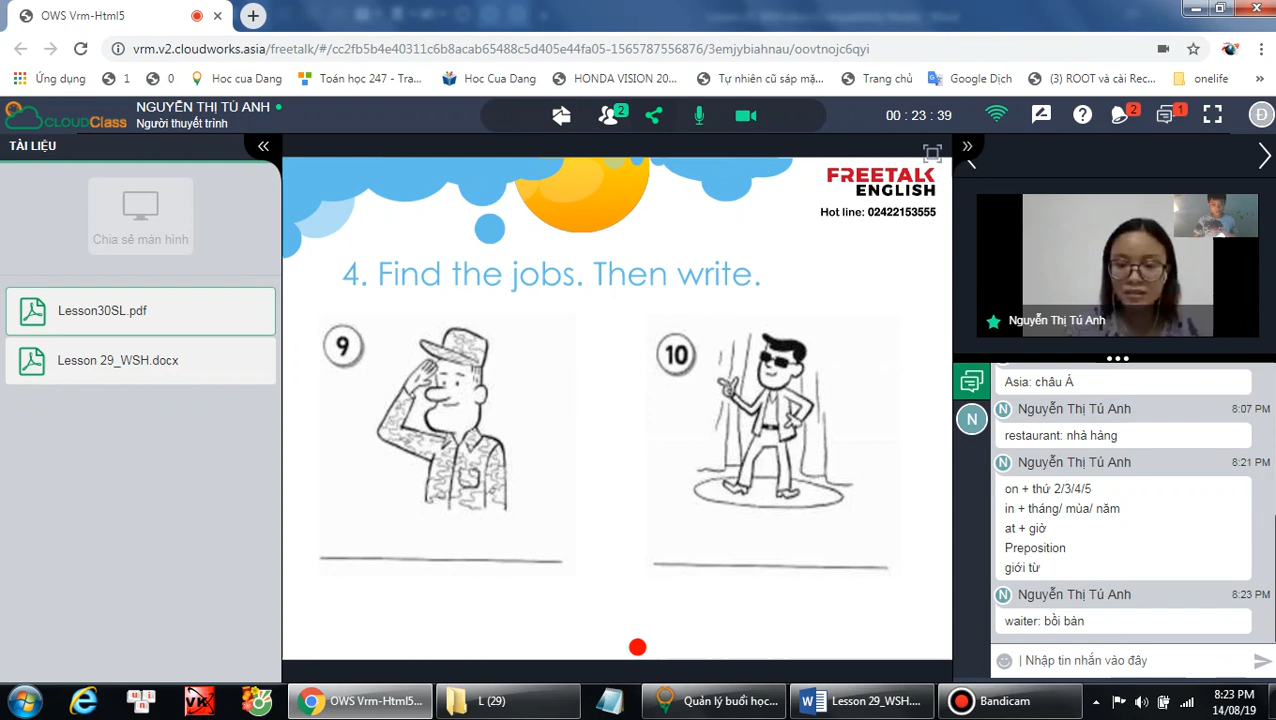 OWS Vrm-Html5
vrm.v2.cloudworks.asia/freetalk/#/cc2fb5b4e40311c6b8acab65488c5d405e44fa05-1565787556876/3emjybiahnau/oovtnojc6qyi
Ứng dụng
1
0
Hoc cua Dang
Toán học 247 - Tra...
Học Cua Dang
HONDA VISION 20...
Tự nhiên cũ sáp mặ...
Trang chủ
Google Dịch
(3) ROOT và cài Rec...
onelife
»
CLOUDClass
NGUYỄN THỊ TÚ ANH
Người thuyết trình
2
00 : 23 : 39
2
1
Đ
TÀI LIỆU
Chia sẻ màn hình
Lesson30SL.pdf
Lesson 29_WSH.docx
FREETALK
ENGLISH
Hot line: 02422153555
4. Find the jobs. Then write.
9
10
Nguyễn Thị Tú Anh
Asia: châu Á
N
N Nguyễn Thị Tú Anh 8:07 PM
restaurant: nhà hàng
N Nguyễn Thị Tú Anh 8:21 PM
on + thứ 2/3/4/5
in + tháng/ mùa/ năm
at + giờ
Preposition
giới từ
N Nguyễn Thị Tú Anh 8:23 PM
waiter: bồi bàn
Nhập tin nhắn vào đây
OWS Vrm-Html5...
L (29)
Quản lý buổi học...
Lesson 29_WSH....
Bandicam
8:23 PM
14/08/19